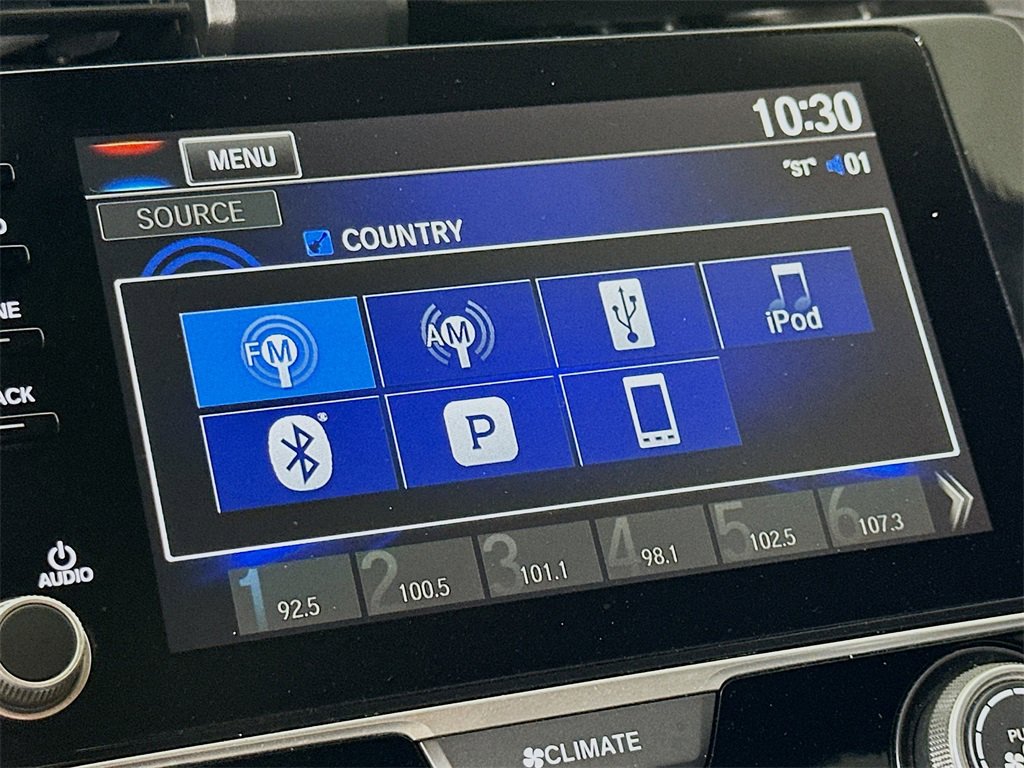 10:30
MENU
"ST" 01
SOURCE
COUNTRY
FM
AM
iPod
P
1 92.5
2 100.5
3 101.1
4 98.1
5 102.5
6 107.3
AUDIO
CLIMATE